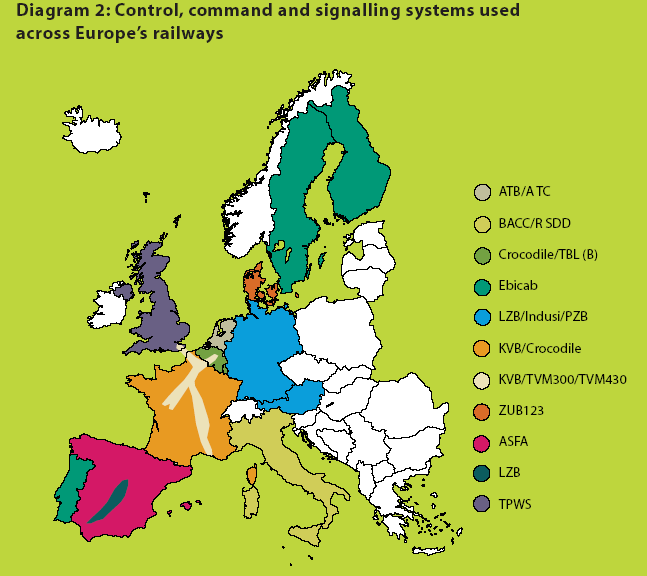 Diagram 2: Control, command and signalling systems used
across Europe’s railways
ATB/A TC
BACC/R SDD
Crocodile/TBL (B)
Ebicab
LZB/Indusi/PZB
KVB/Crocodile
KVB/TVM300/TVM430
ZUB123
ASFA
LZB
TPWS